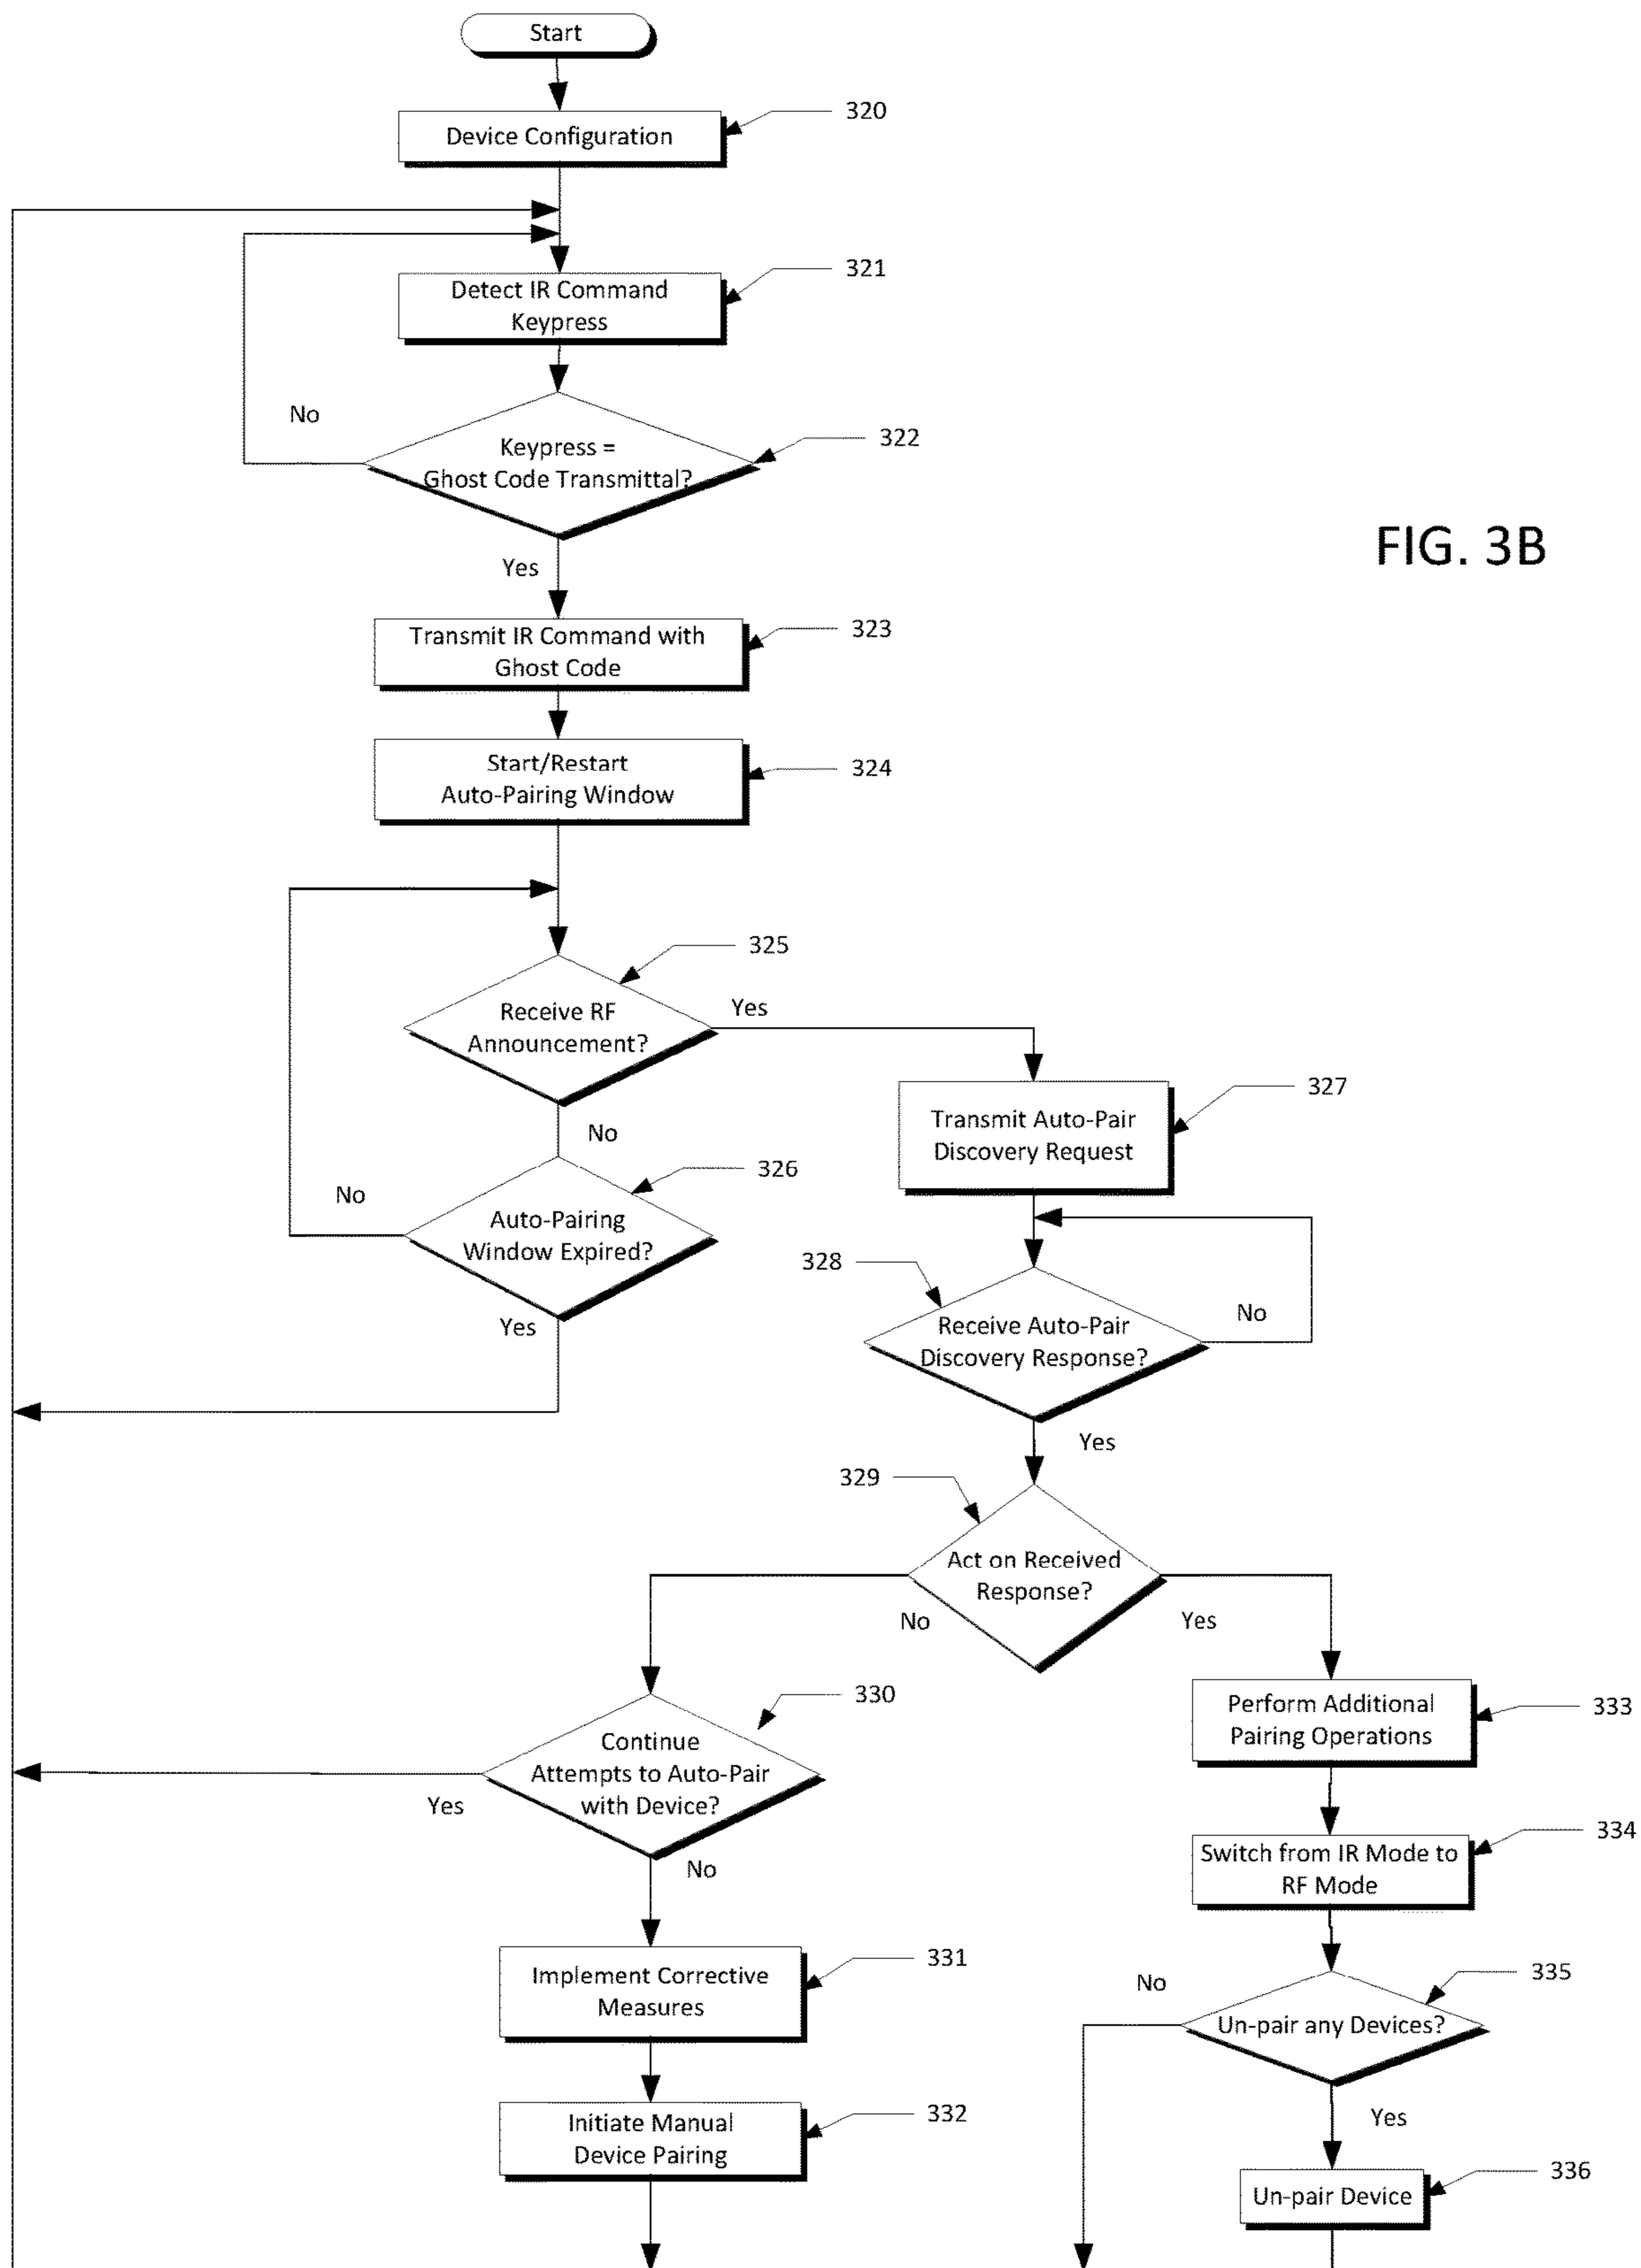 Start
320
Device Configuration
321
Detect IR Command
Keypress
No
322
Keypress =
Ghost Code Transmittal?
FIG. 3B
Yes
323
Transmit IR Command with
Ghost Code
324
Start/Restart
Auto-Pairing Window
325
Receive RF
Announcement?
Yes
327
Transmit Auto-Pair
Discovery Request
No
326
No
Auto-Pairing
Window Expired?
Yes
328
Receive Auto-Pair
Discovery Response?
No
Yes
329
Act on Received
Response?
No
Yes
330
Continue
Attempts to Auto-Pair
with Device?
Yes
No
333
Perform Additional
Pairing Operations
334
Switch from IR Mode to
RF Mode
331
Implement Corrective
Measures
335
No
Un-pair any Devices?
Yes
332
Initiate Manual
Device Pairing
336
Un-pair Device